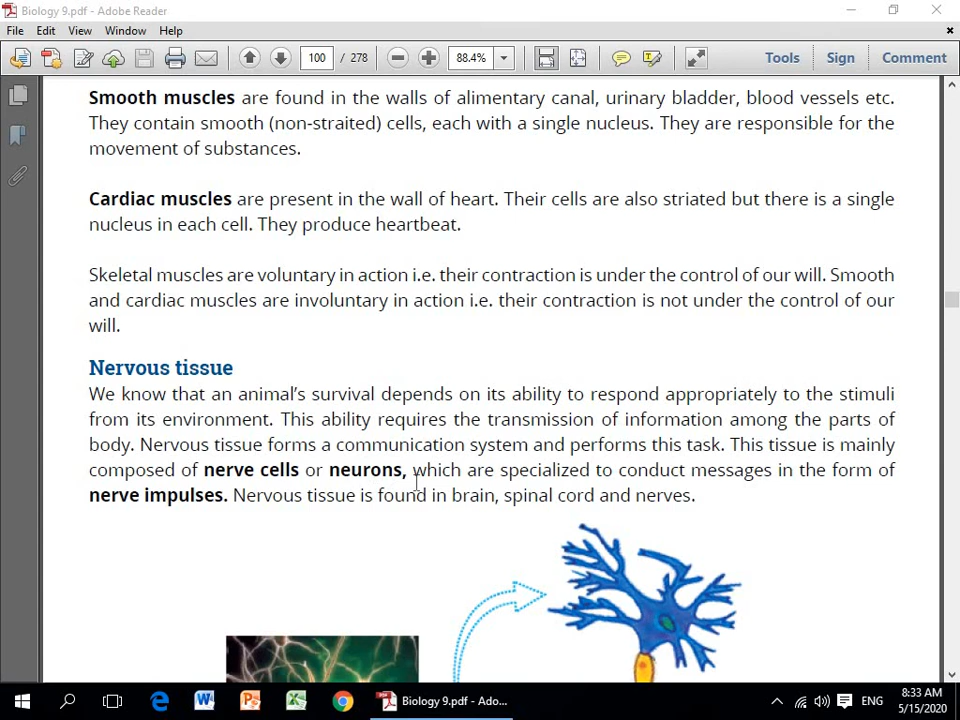 Biology 9.pdf - Adobe Reader
File Edit View Window Help
100 / 278 88.4% Tools Sign Comment
Smooth muscles are found in the walls of alimentary canal, urinary bladder, blood vessels etc.
They contain smooth (non-straited) cells, each with a single nucleus. They are responsible for the
movement of substances.
Cardiac muscles are present in the wall of heart. Their cells are also striated but there is a single
nucleus in each cell. They produce heartbeat.
Skeletal muscles are voluntary in action i.e. their contraction is under the control of our will. Smooth
and cardiac muscles are involuntary in action i.e. their contraction is not under the control of our
will.
Nervous tissue
We know that an animal's survival depends on its ability to respond appropriately to the stimuli
from its environment. This ability requires the transmission of information among the parts of
body. Nervous tissue forms a communication system and performs this task. This tissue is mainly
composed of nerve cells or neurons, which are specialized to conduct messages in the form of
nerve impulses. Nervous tissue is found in brain, spinal cord and nerves.
Biology 9.pdf - Ado...
ENG
8:33 AM
5/15/2020